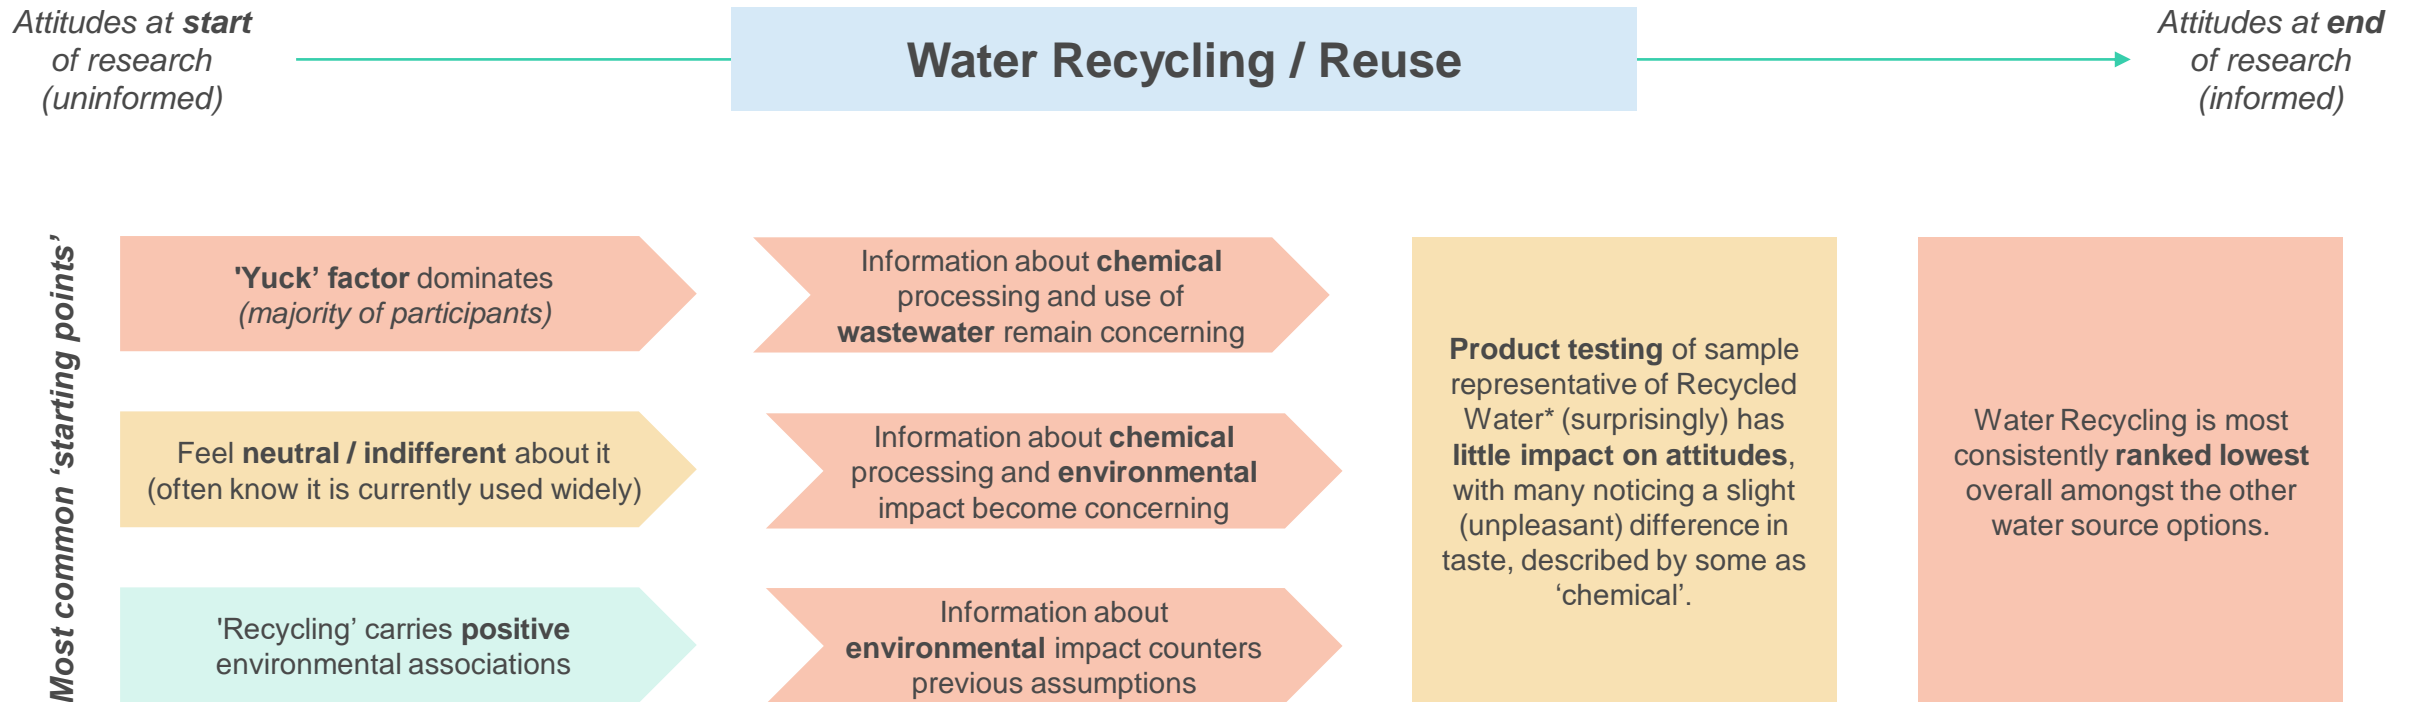 Attitudes at start
of research
(uninformed)
Water Recycling / Reuse
Attitudes at end
of research
(informed)
Most common ‘starting points’
'Yuck’ factor dominates
(majority of participants)
Information about chemical
processing and use of
wastewater remain concerning
Feel neutral / indifferent about it
(often know it is currently used widely)
Information about chemical
processing and environmental
impact become concerning
'Recycling’ carries positive
environmental associations
Information about
environmental impact counters
previous assumptions
Product testing of sample
representative of Recycled
Water* (surprisingly) has
little impact on attitudes,
with many noticing a slight
(unpleasant) difference in
taste, described by some as
‘chemical’.
Water Recycling is most
consistently ranked lowest
overall amongst the other
water source options.